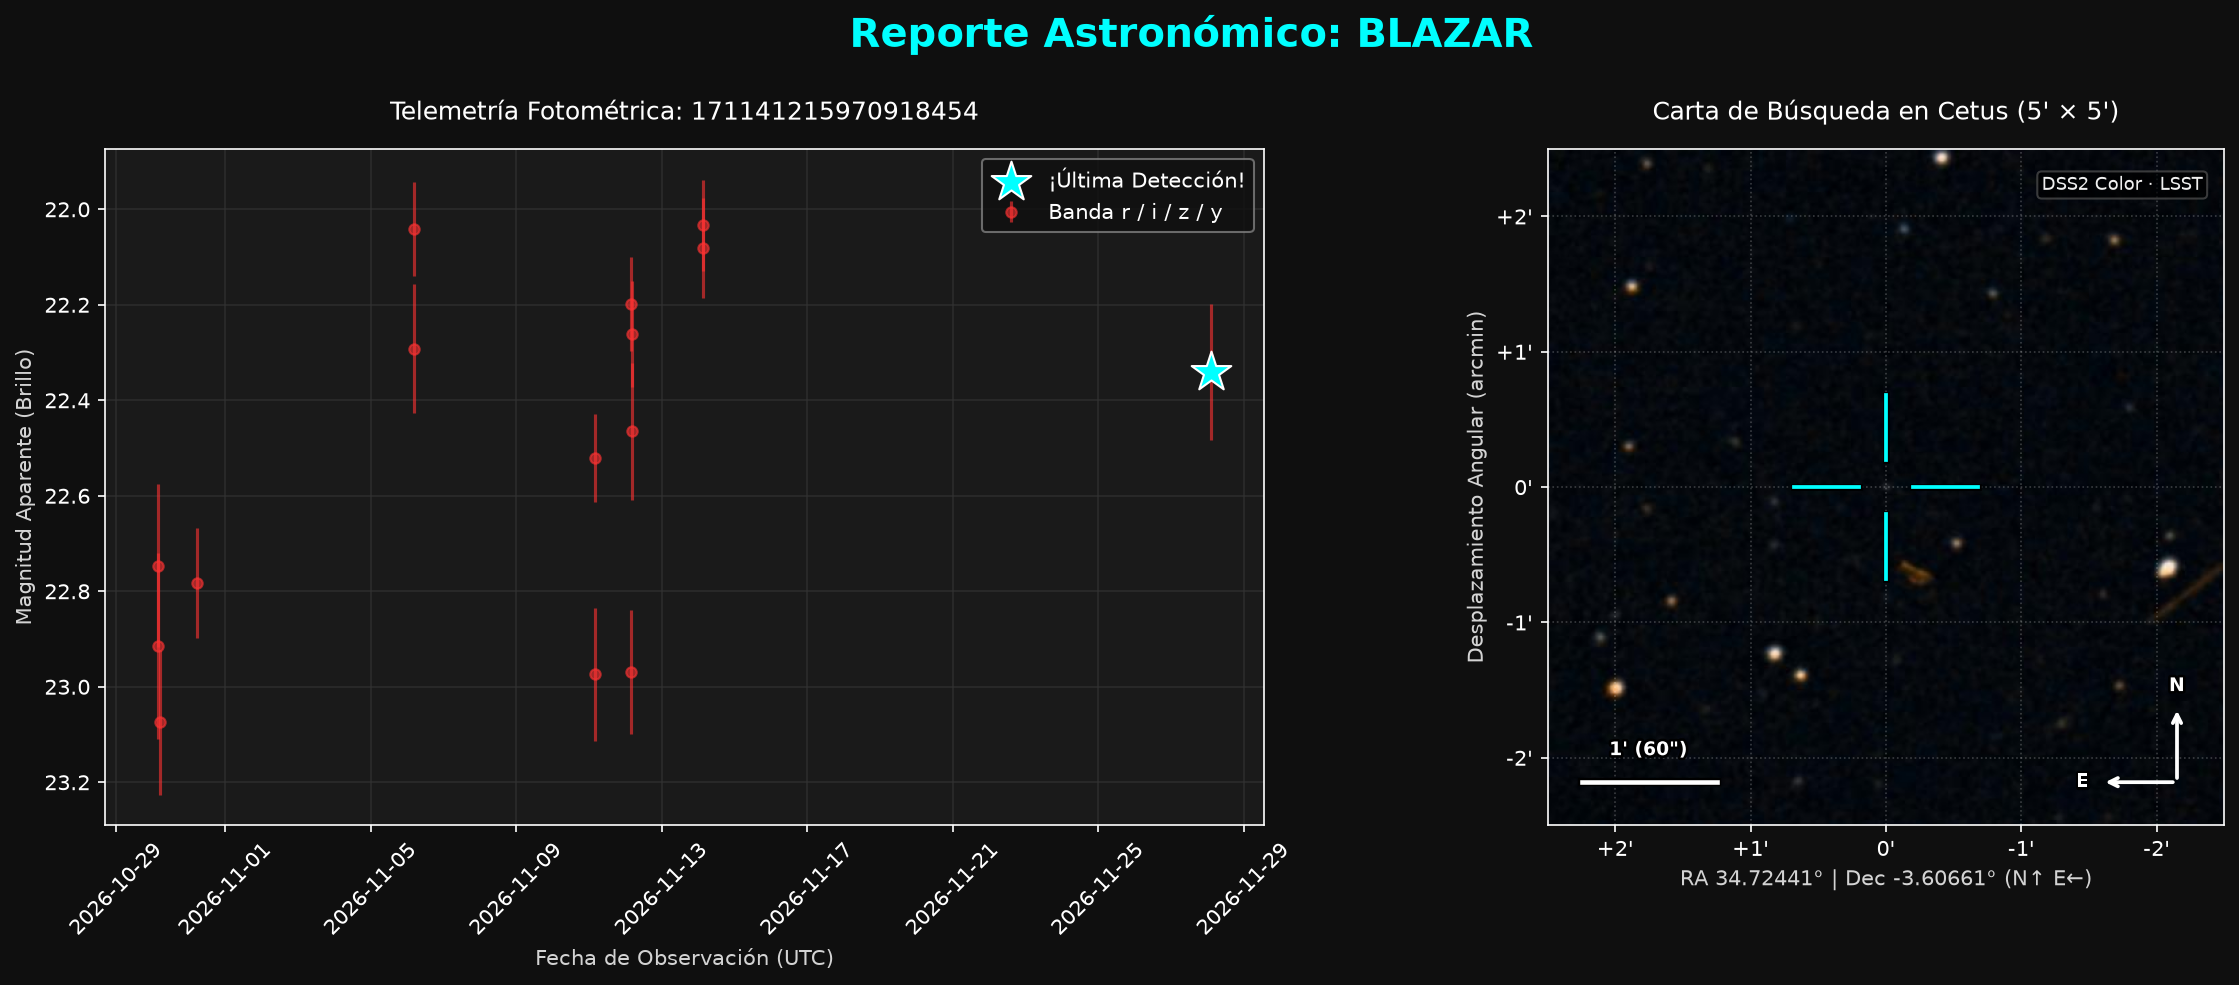 Reporte Astronómico: BLAZAR
Telemetría Fotométrica: 171141215970918454
¡Última Detección!
Banda r / i / z / y
Magnitud Aparente (Brillo)
22.0
22.2
22.4
22.6
22.8
23.0
23.2
2026-10-29
2026-11-01
2026-11-05
2026-11-09
2026-11-13
2026-11-17
2026-11-21
2026-11-25
2026-11-29
Fecha de Observación (UTC)
Carta de Búsqueda en Cetus (5' × 5')
DSS2 Color · LSST
Desplazamiento Angular (arcmin)
+2'
+1'
0'
-1'
-2'
N
E
1' (60")
+2'
+1'
0'
-1'
-2'
RA 34.72441° | Dec -3.60661° (N↑ E←)